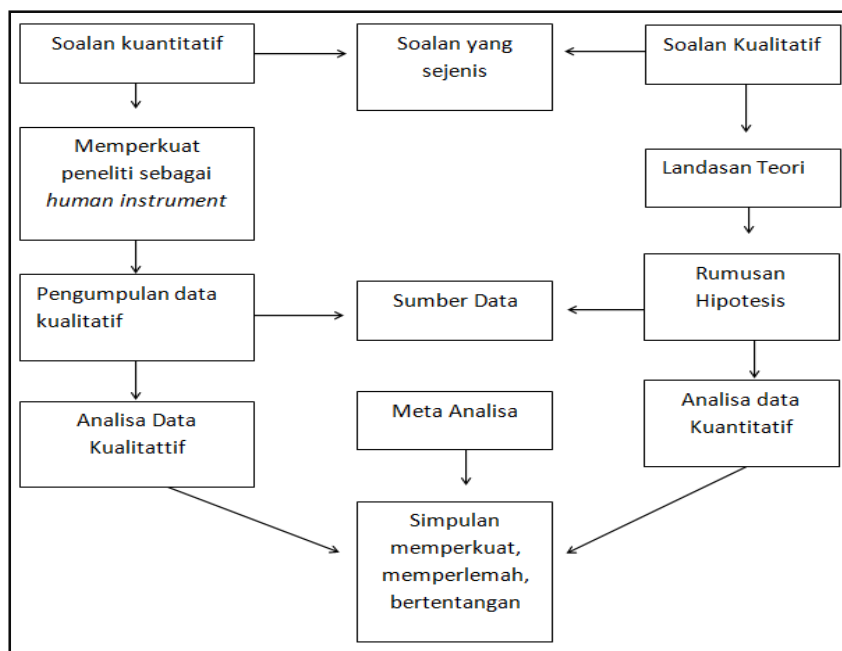 Soalan kuantitatif
Soalan yang
sejenis
Soalan Kualitatif
Memperkuat
peneliti sebagai
human instrument
Landasan Teori
Pengumpulan data
kualitatif
Sumber Data
Rumusan
Hipotesis
Analisa Data
Kualitattif
Meta Analisa
Analisa data
Kuantitatif
Simpulan
memperkuat,
memperlemah,
bertentangan